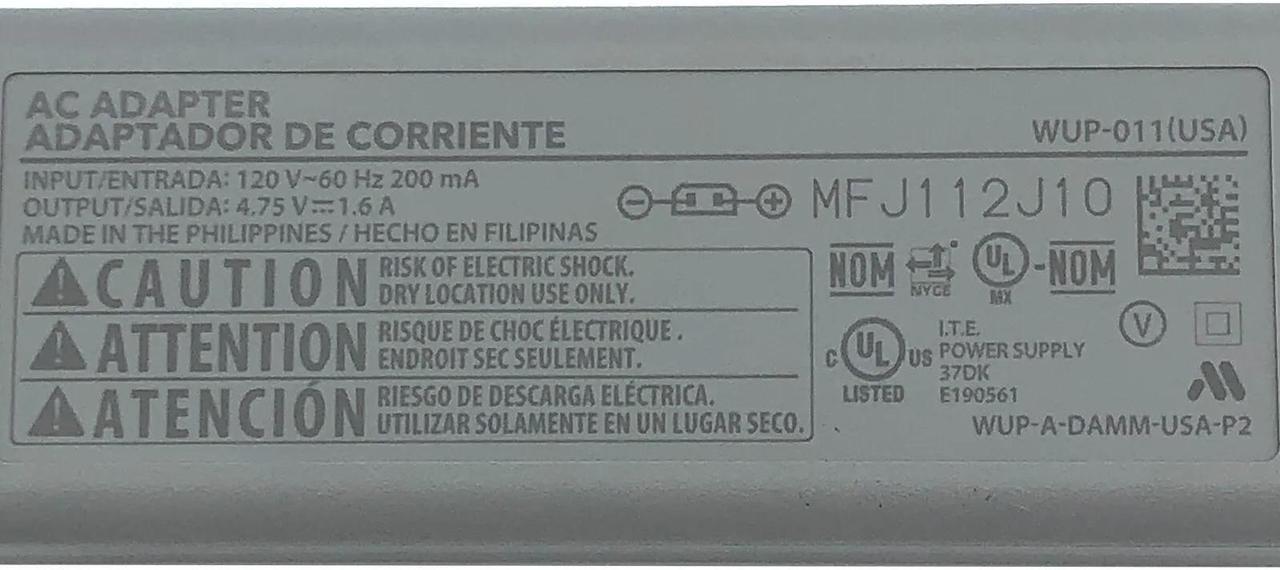 AC ADAPTER
ADAPTADOR DE CORRIENTE
WUP-011(USA)
INPUT/ENTRADA: 120 V~60 Hz 200 mA
OUTPUT/SALIDA: 4.75 V⎓1.6 A
MADE IN THE PHILIPPINES / HECHO EN FILIPINAS
MFJ112J10
CAUTION RISK OF ELECTRIC SHOCK.
DRY LOCATION USE ONLY.
ATTENTION RISQUE DE CHOC ÉLECTRIQUE.
ENDROIT SEC SEULEMENT.
ATENCIÓN RIESGO DE DESCARGA ELÉCTRICA.
UTILIZAR SOLAMENTE EN UN LUGAR SECO.
NOM NYCE UL MX -NOM
C UL US LISTED
I.T.E.
POWER SUPPLY
37DK
E190561
V
WUP-A-DAMM-USA-P2